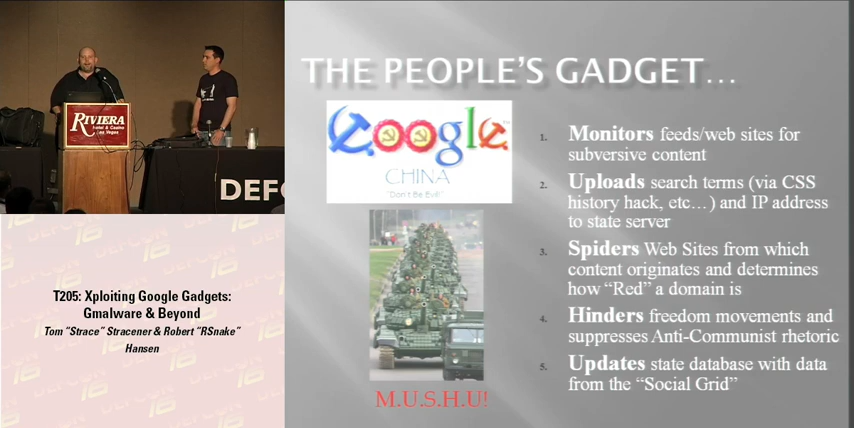 RIVIERA
Hotel & Casino
Las Vegas
DEFC
T205: Xploiting Google Gadgets:
Gmalware & Beyond
Tom “Strace” Stracener & Robert “RSnake”
Hansen
THE PEOPLE’S GADGET…
Google
CHINA
"Don't Be Evil!"
M.U.S.H.U!
1. Monitors feeds/web sites for
subversive content
2. Uploads search terms (via CSS
history hack, etc…) and IP address
to state server
3. Spiders Web Sites from which
content originates and determines
how “Red” a domain is
4. Hinders freedom movements and
suppresses Anti-Communist rhetoric
5. Updates state database with data
from the “Social Grid”